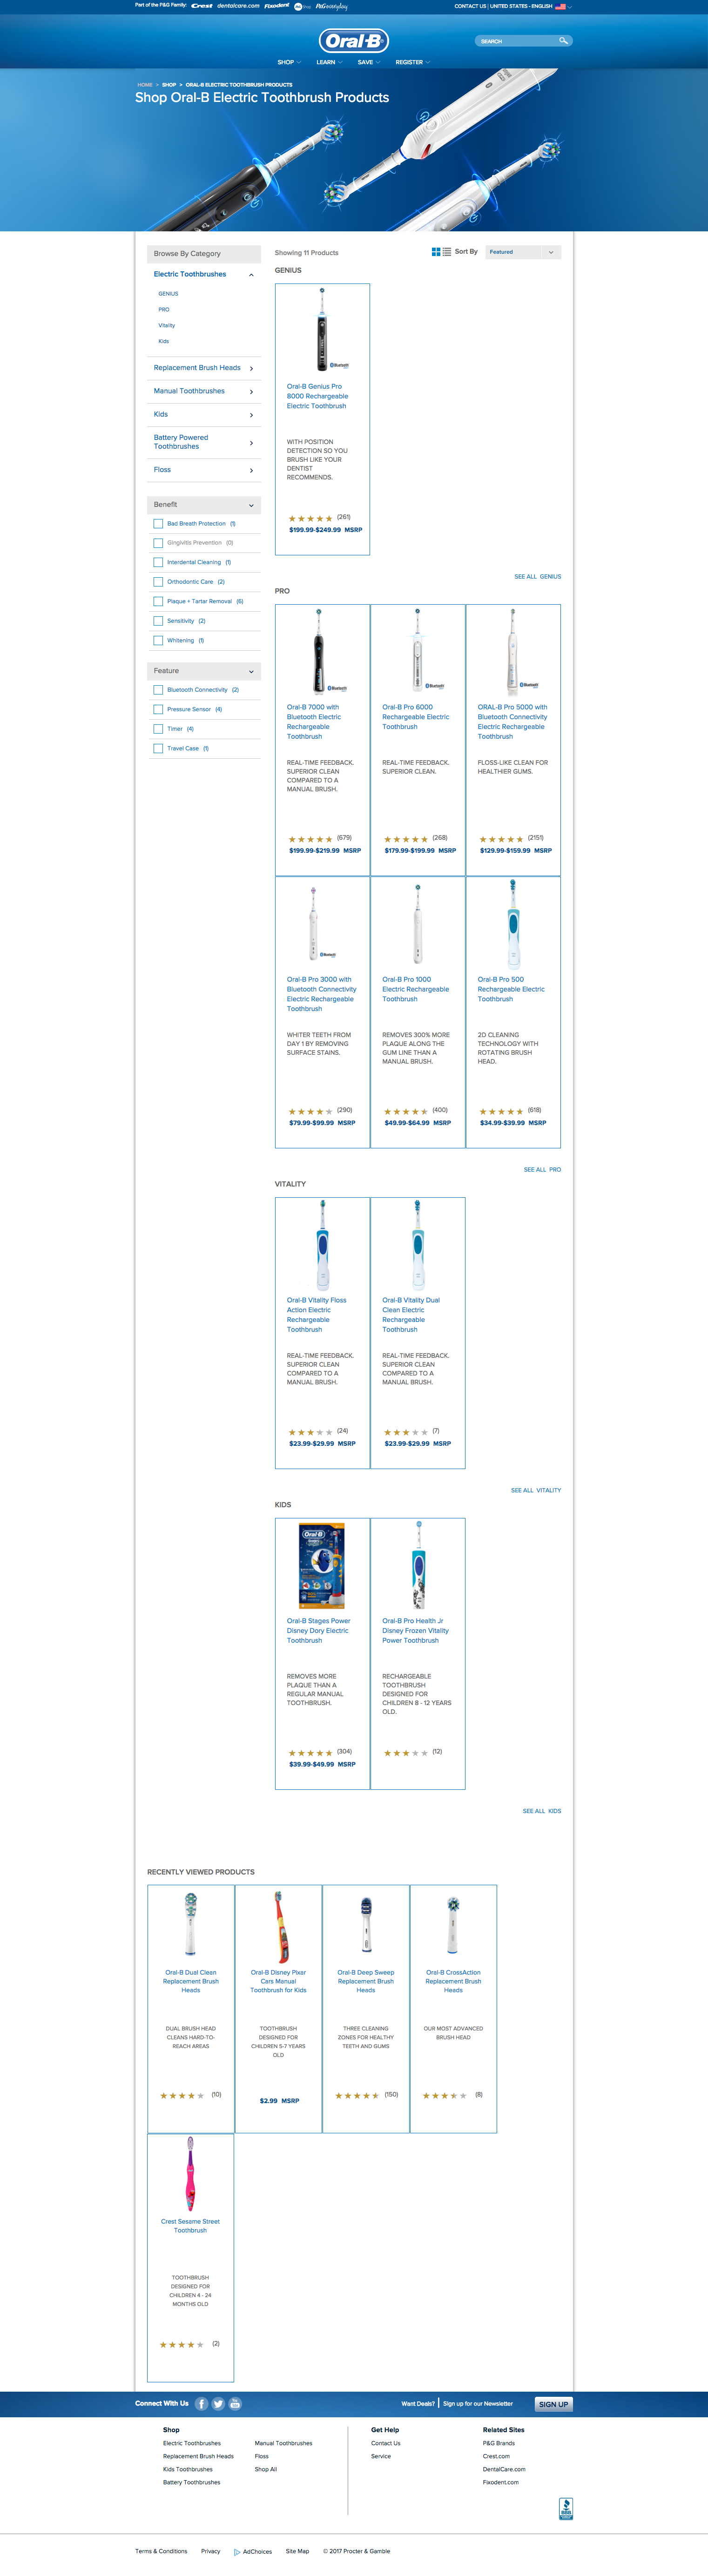 Part of the P&G Family: Crest dentalcare.com Fixodent P&G everyday
CONTACT US | UNITED STATES - ENGLISH
Oral-B
SEARCH
SHOP LEARN SAVE REGISTER
HOME > SHOP > ORAL-B ELECTRIC TOOTHBRUSH PRODUCTS
Shop Oral-B Electric Toothbrush Products
Browse By Category
Electric Toothbrushes
GENIUS
PRO
Vitality
Kids
Replacement Brush Heads
Manual Toothbrushes
Kids
Battery Powered
Toothbrushes
Floss
Benefit
Bad Breath Protection (1)
Gingivitis Prevention (0)
Interdental Cleaning (1)
Orthodontic Care (2)
Plaque + Tartar Removal (6)
Sensitivity (2)
Whitening (1)
Feature
Bluetooth Connectivity (2)
Pressure Sensor (4)
Timer (4)
Travel Case (1)
Showing 11 Products
Sort By Featured
GENIUS
Bluetooth
Oral-B Genius Pro
8000 Rechargeable
Electric Toothbrush
WITH POSITION
DETECTION SO YOU
BRUSH LIKE YOUR
DENTIST
RECOMMENDS.
(261)
$199.99-$249.99 MSRP
SEE ALL GENIUS
PRO
Bluetooth
Oral-B 7000 with
Bluetooth Electric
Rechargeable
Toothbrush
REAL-TIME FEEDBACK.
SUPERIOR CLEAN
COMPARED TO A
MANUAL BRUSH.
(679)
$199.99-$219.99 MSRP
Bluetooth
Oral-B Pro 6000
Rechargeable Electric
Toothbrush
REAL-TIME FEEDBACK.
SUPERIOR CLEAN.
(268)
$179.99-$199.99 MSRP
Bluetooth
ORAL-B Pro 5000 with
Bluetooth Connectivity
Electric Rechargeable
Toothbrush
FLOSS-LIKE CLEAN FOR
HEALTHIER GUMS.
(2151)
$129.99-$159.99 MSRP
Bluetooth
Oral-B Pro 3000 with
Bluetooth Connectivity
Electric Rechargeable
Toothbrush
WHITER TEETH FROM
DAY 1 BY REMOVING
SURFACE STAINS.
(290)
$79.99-$99.99 MSRP
Oral-B Pro 1000
Electric Rechargeable
Toothbrush
REMOVES 300% MORE
PLAQUE ALONG THE
GUM LINE THAN A
MANUAL BRUSH.
(400)
$49.99-$64.99 MSRP
Oral-B Pro 500
Rechargeable Electric
Toothbrush
2D CLEANING
TECHNOLOGY WITH
ROTATING BRUSH
HEAD.
(618)
$34.99-$39.99 MSRP
SEE ALL PRO
VITALITY
Oral-B Vitality Floss
Action Electric
Rechargeable
Toothbrush
REAL-TIME FEEDBACK.
SUPERIOR CLEAN
COMPARED TO A
MANUAL BRUSH.
(24)
$23.99-$29.99 MSRP
Oral-B Vitality Dual
Clean Electric
Rechargeable
Toothbrush
REAL-TIME FEEDBACK.
SUPERIOR CLEAN
COMPARED TO A
MANUAL BRUSH.
(7)
$23.99-$29.99 MSRP
SEE ALL VITALITY
KIDS
Oral-B
Oral-B Stages Power
Disney Dory Electric
Toothbrush
REMOVES MORE
PLAQUE THAN A
REGULAR MANUAL
TOOTHBRUSH.
(304)
$39.99-$49.99 MSRP
Oral-B Pro Health Jr
Disney Frozen Vitality
Power Toothbrush
RECHARGEABLE
TOOTHBRUSH
DESIGNED FOR
CHILDREN 8 - 12 YEARS
OLD.
(12)
SEE ALL KIDS
RECENTLY VIEWED PRODUCTS
Oral-B Dual Clean
Replacement Brush
Heads
DUAL BRUSH HEAD
CLEANS HARD-TO-
REACH AREAS
(10)
Oral-B Disney Pixar
Cars Manual
Toothbrush for Kids
TOOTHBRUSH
DESIGNED FOR
CHILDREN 5-7 YEARS
OLD
$2.99 MSRP
Oral-B Deep Sweep
Replacement Brush
Heads
THREE CLEANING
ZONES FOR HEALTHY
TEETH AND GUMS
(150)
Oral-B CrossAction
Replacement Brush
Heads
OUR MOST ADVANCED
BRUSH HEAD
(8)
Crest Sesame Street
Toothbrush
TOOTHBRUSH
DESIGNED FOR
CHILDREN 4 - 24
MONTHS OLD
(2)
Connect With Us
Want Deals? | Sign up for our Newsletter SIGN UP
Shop
Electric Toothbrushes
Replacement Brush Heads
Kids Toothbrushes
Battery Toothbrushes
Manual Toothbrushes
Floss
Shop All
Get Help
Contact Us
Service
Related Sites
P&G Brands
Crest.com
DentalCare.com
Fixodent.com
BBB
Terms & Conditions Privacy AdChoices Site Map © 2017 Procter & Gamble